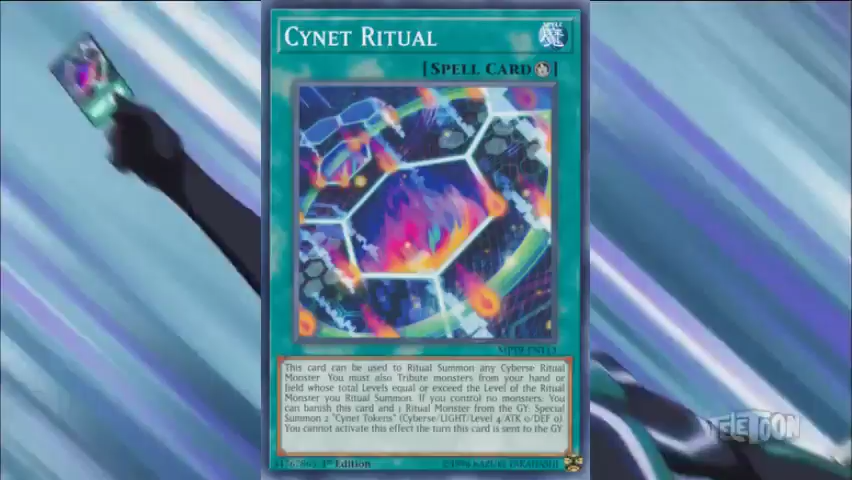 CYNET RITUAL
[SPELL CARD]
This card can be used to Ritual Summon any Cyberse Ritual
Monster You must also Tribute monsters from your hand or
field whose total Levels equal or exceed the Level of the Ritual
Monster you Ritual Summon. If you control no monsters: You
can banish this card and 1 Ritual Monster from the GY: Special
Summon 2 "Cynet Tokens" (Cyberse/LIGHT/Level 4/ATK 0/DEF 0).
You cannot activate this effect the turn this card is sent to the GY
1st Edition
KAZUKI TAKAHASHI
TELETOON